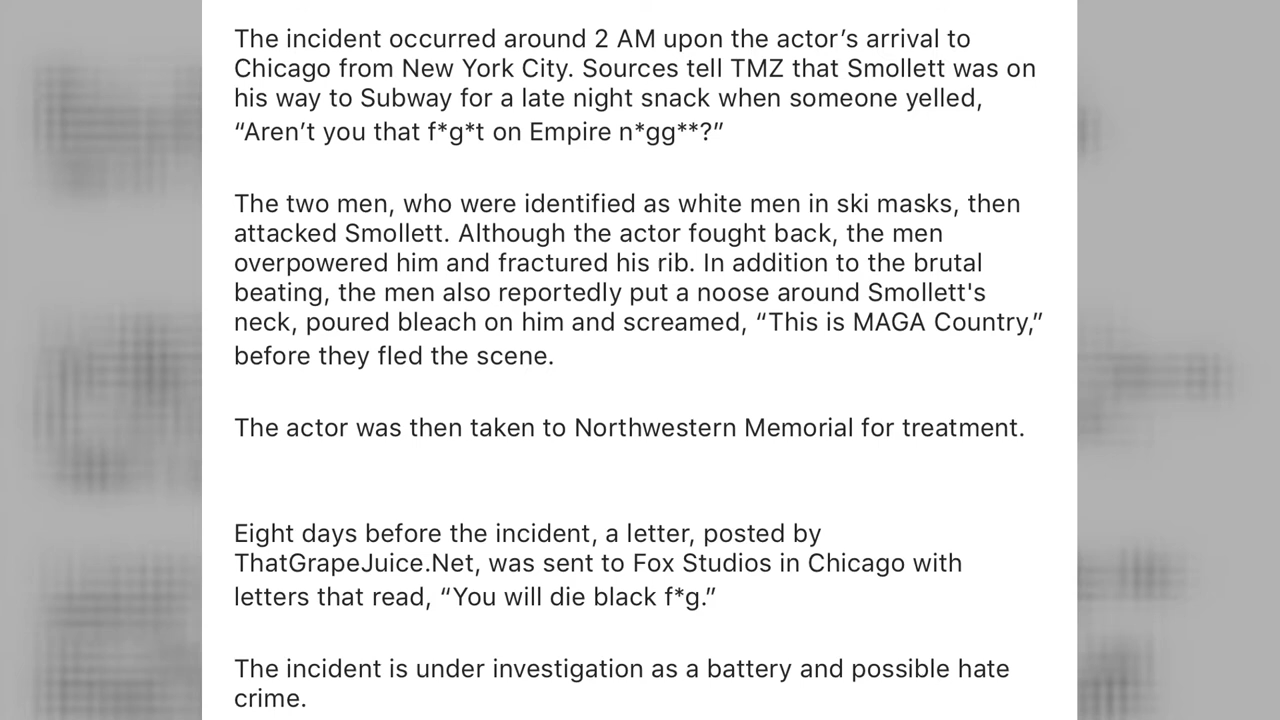 The incident occurred around 2 AM upon the actor’s arrival to
Chicago from New York City. Sources tell TMZ that Smollett was on
his way to Subway for a late night snack when someone yelled,
“Aren’t you that f*g*t on Empire n*gg**?”
The two men, who were identified as white men in ski masks, then
attacked Smollett. Although the actor fought back, the men
overpowered him and fractured his rib. In addition to the brutal
beating, the men also reportedly put a noose around Smollett's
neck, poured bleach on him and screamed, “This is MAGA Country,”
before they fled the scene.
The actor was then taken to Northwestern Memorial for treatment.
Eight days before the incident, a letter, posted by
ThatGrapeJuice.Net, was sent to Fox Studios in Chicago with
letters that read, “You will die black f*g.”
The incident is under investigation as a battery and possible hate
crime.